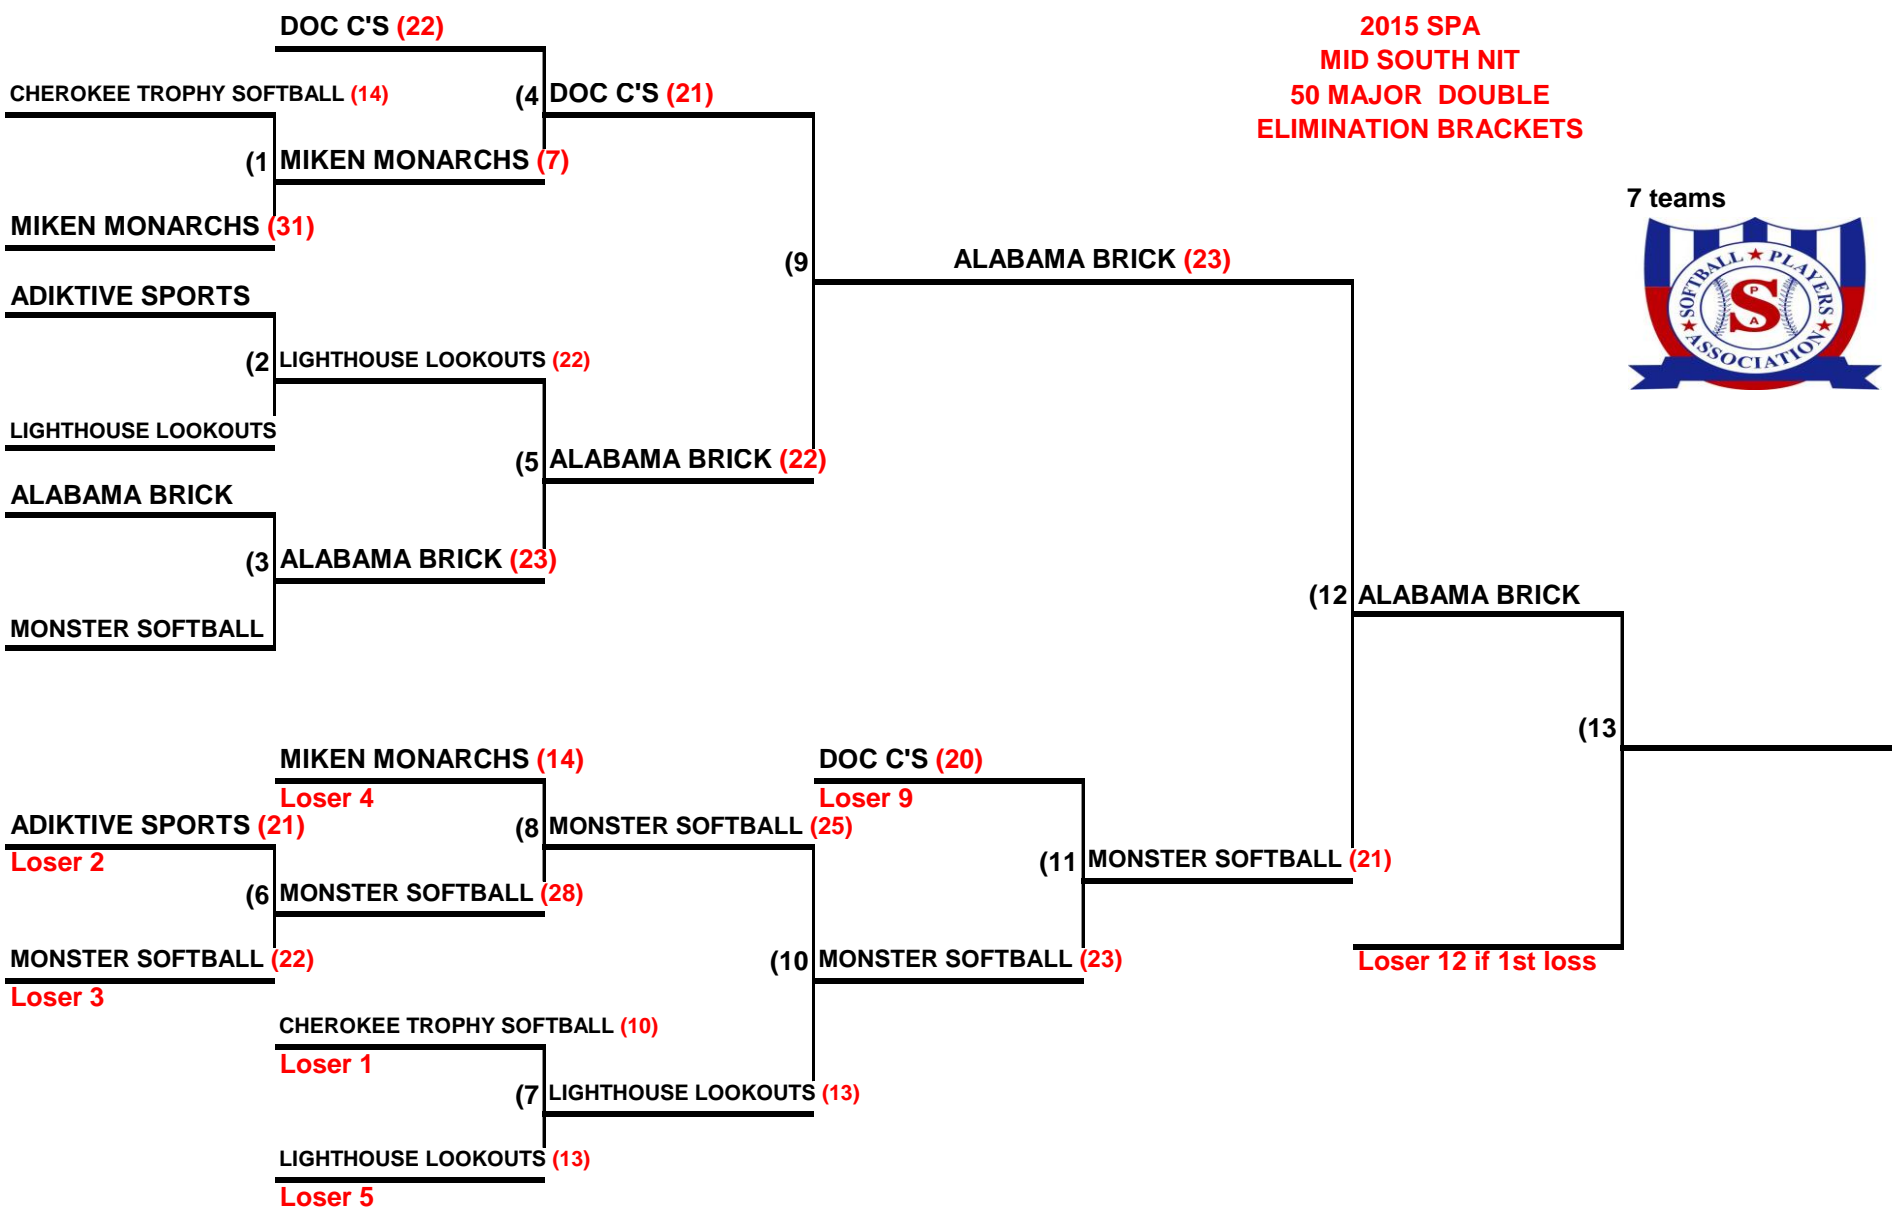 DOC C'S (22)
2015 SPA
MID SOUTH NIT
50 MAJOR  DOUBLE
ELIMINATION BRACKETS
CHEROKEE TROPHY SOFTBALL (14)
(4 DOC C'S (21)
(1 MIKEN MONARCHS (7)
7 teams
MIKEN MONARCHS (31)
(9 ALABAMA BRICK (23)
SOFTBALL ★ PLAYERS ★ ASSOCIATION ★
S
P
A
ADIKTIVE SPORTS
(2 LIGHTHOUSE LOOKOUTS (22)
LIGHTHOUSE LOOKOUTS
(5 ALABAMA BRICK (22)
ALABAMA BRICK
(3 ALABAMA BRICK (23)
(12 ALABAMA BRICK
MONSTER SOFTBALL
(13
MIKEN MONARCHS (14)
DOC C'S (20)
Loser 4
Loser 9
ADIKTIVE SPORTS (21)
(8 MONSTER SOFTBALL (25)
Loser 2
(11 MONSTER SOFTBALL (21)
(6 MONSTER SOFTBALL (28)
MONSTER SOFTBALL (22)
(10 MONSTER SOFTBALL (23)
Loser 12 if 1st loss
Loser 3
CHEROKEE TROPHY SOFTBALL (10)
Loser 1
(7 LIGHTHOUSE LOOKOUTS (13)
LIGHTHOUSE LOOKOUTS (13)
Loser 5